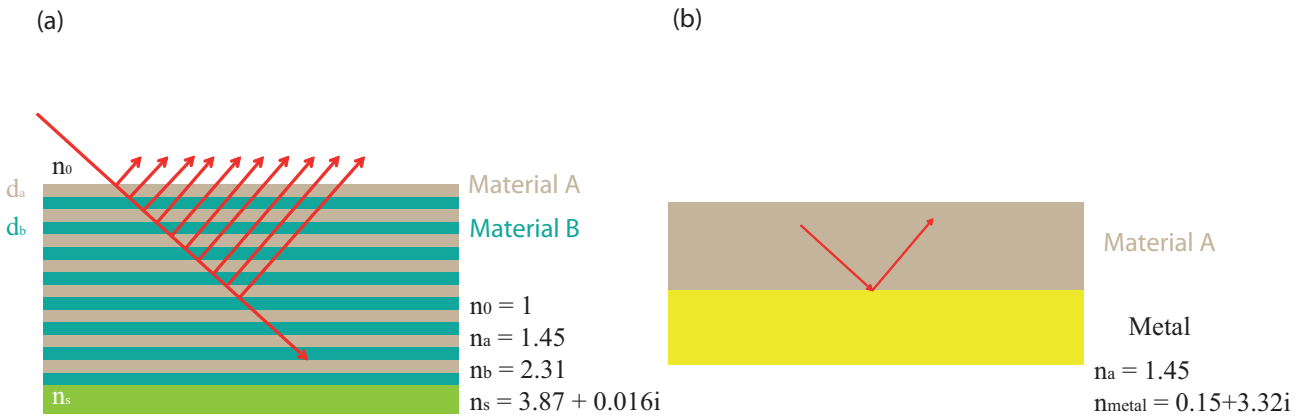 (a)
n0
da
Material A
db
Material B
n0 = 1
na = 1.45
nb = 2.31
ns
ns = 3.87 + 0.016i
(b)
Material A
Metal
na = 1.45
nmetal = 0.15+3.32i